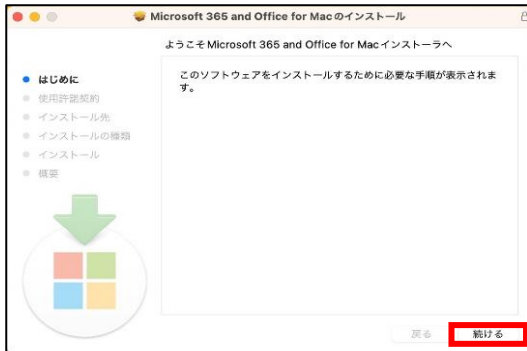 Microsoft 365 and Office for Macのインストール
ようこそ Microsoft 365 and Office for Mac インストーラへ
はじめに
使用許諾契約
インストール先
インストールの種類
インストール
概要
このソフトウェアをインストールするために必要な手順が表示されま
す。
戻る
続ける